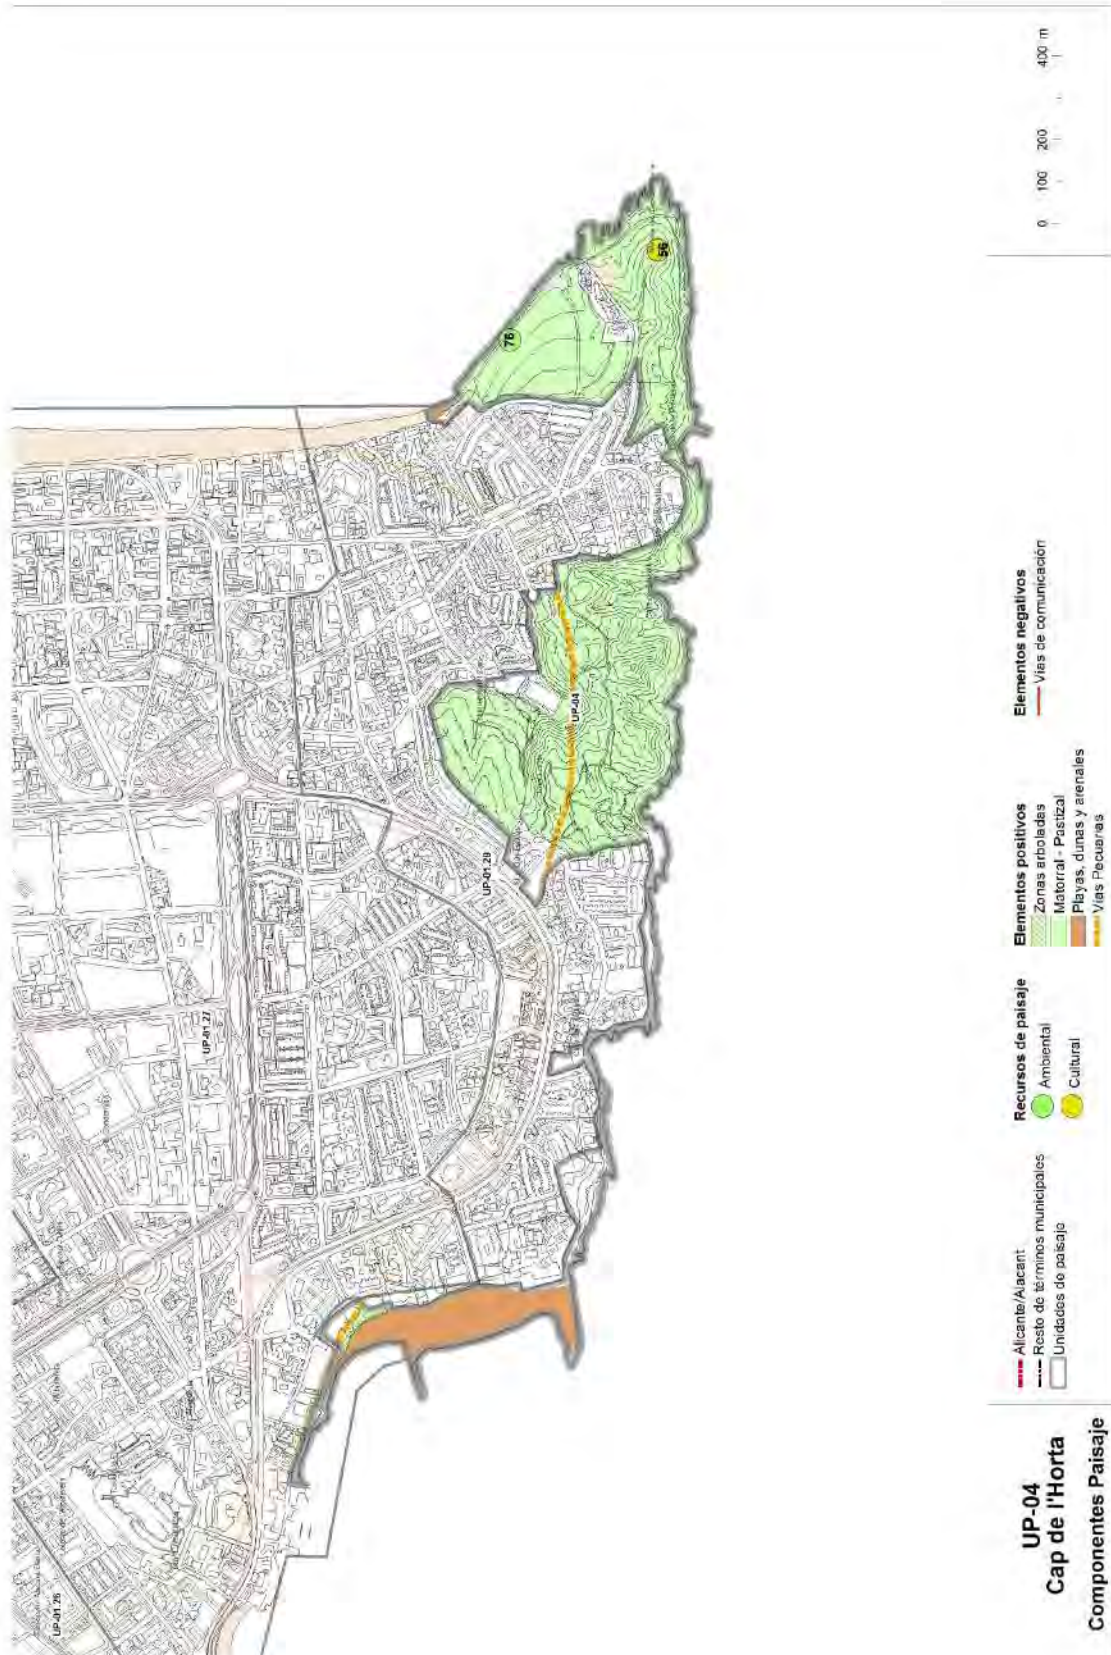 UP-04
Cap de l'Horta
Componentes Paisaje
Alicante/Alacant
Resto de términos municipales
Unidades de paisaje
Recursos de paisaje
Ambiental
Cultural
Elementos positivos
Zonas arboladas
Matorral - Pastizal
Playas, dunas y arenales
Vías Pecuarias
Elementos negativos
Vías de comunicación
0 100 200 400 m
UP-01.26
UP-01.27
UP-01.29
UP-04
76
56